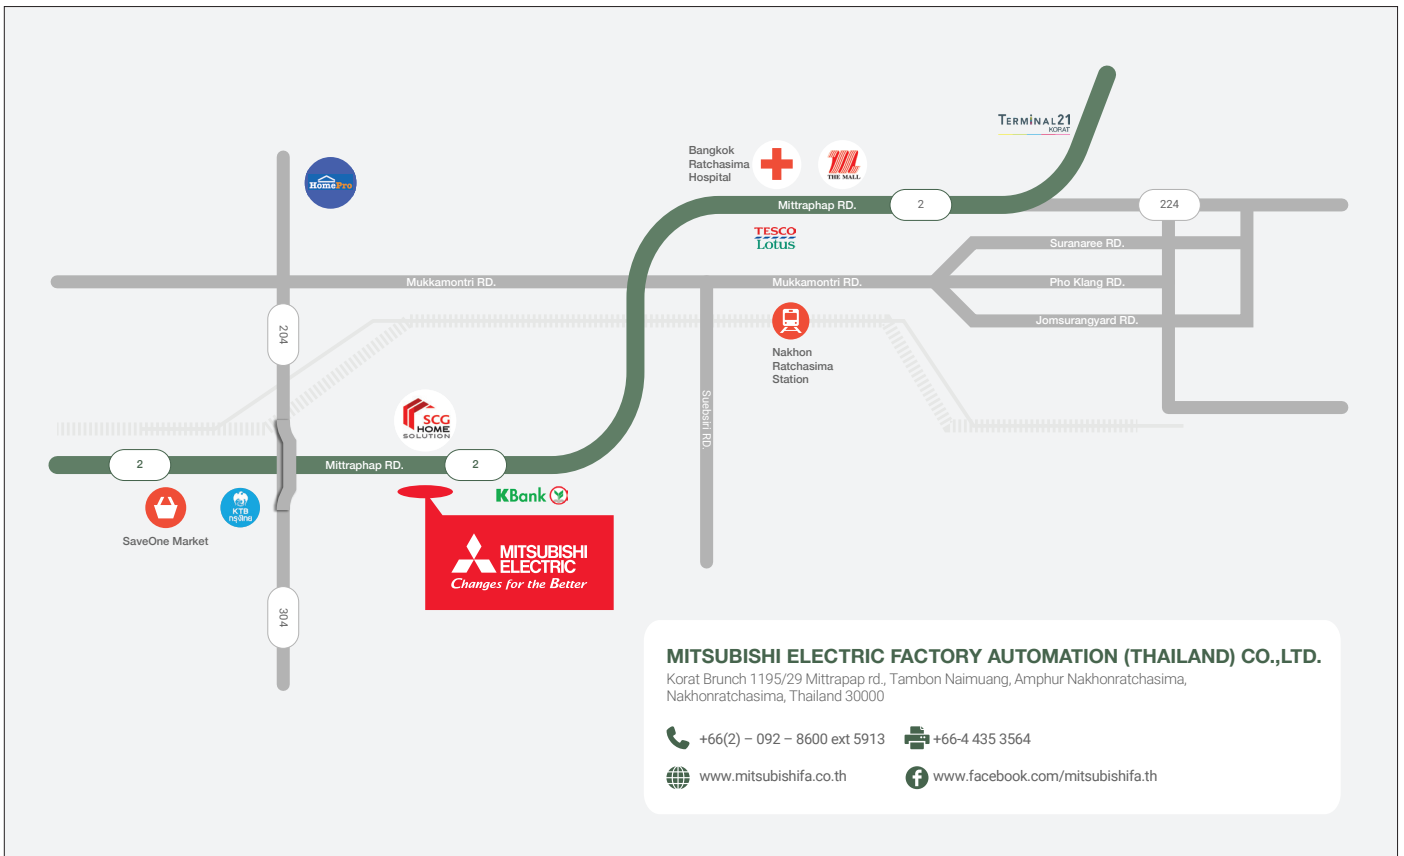 TERMINAL21
KORAT
Bangkok
Ratchasima
Hospital
THE MALL
HomePro
Mittraphap RD.
2
224
TESCO
Lotus
Suranaree RD.
Mukkamontri RD.
Mukkamontri RD.
Pho Klang RD.
204
Jomsurangyard RD.
Nakhon
Ratchasima
Station
Suebsiri RD.
SCG
HOME
SOLUTION
2
Mittraphap RD.
2
KBank
KTB
กรุงไทย
SaveOne Market
MITSUBISHI
ELECTRIC
Changes for the Better
304
MITSUBISHI ELECTRIC FACTORY AUTOMATION (THAILAND) CO.,LTD.
Korat Brunch 1195/29 Mittrapap rd., Tambon Naimuang, Amphur Nakhonratchasima,
Nakhonratchasima, Thailand 30000
+66(2) – 092 – 8600 ext 5913
+66-4 435 3564
www.mitsubishifa.co.th
www.facebook.com/mitsubishifa.th